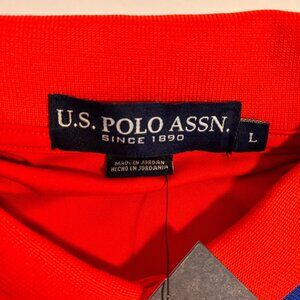 U.S. POLO ASSN.
SINCE 1890
L
MADE IN JORDAN
HECHO EN JORDANIA